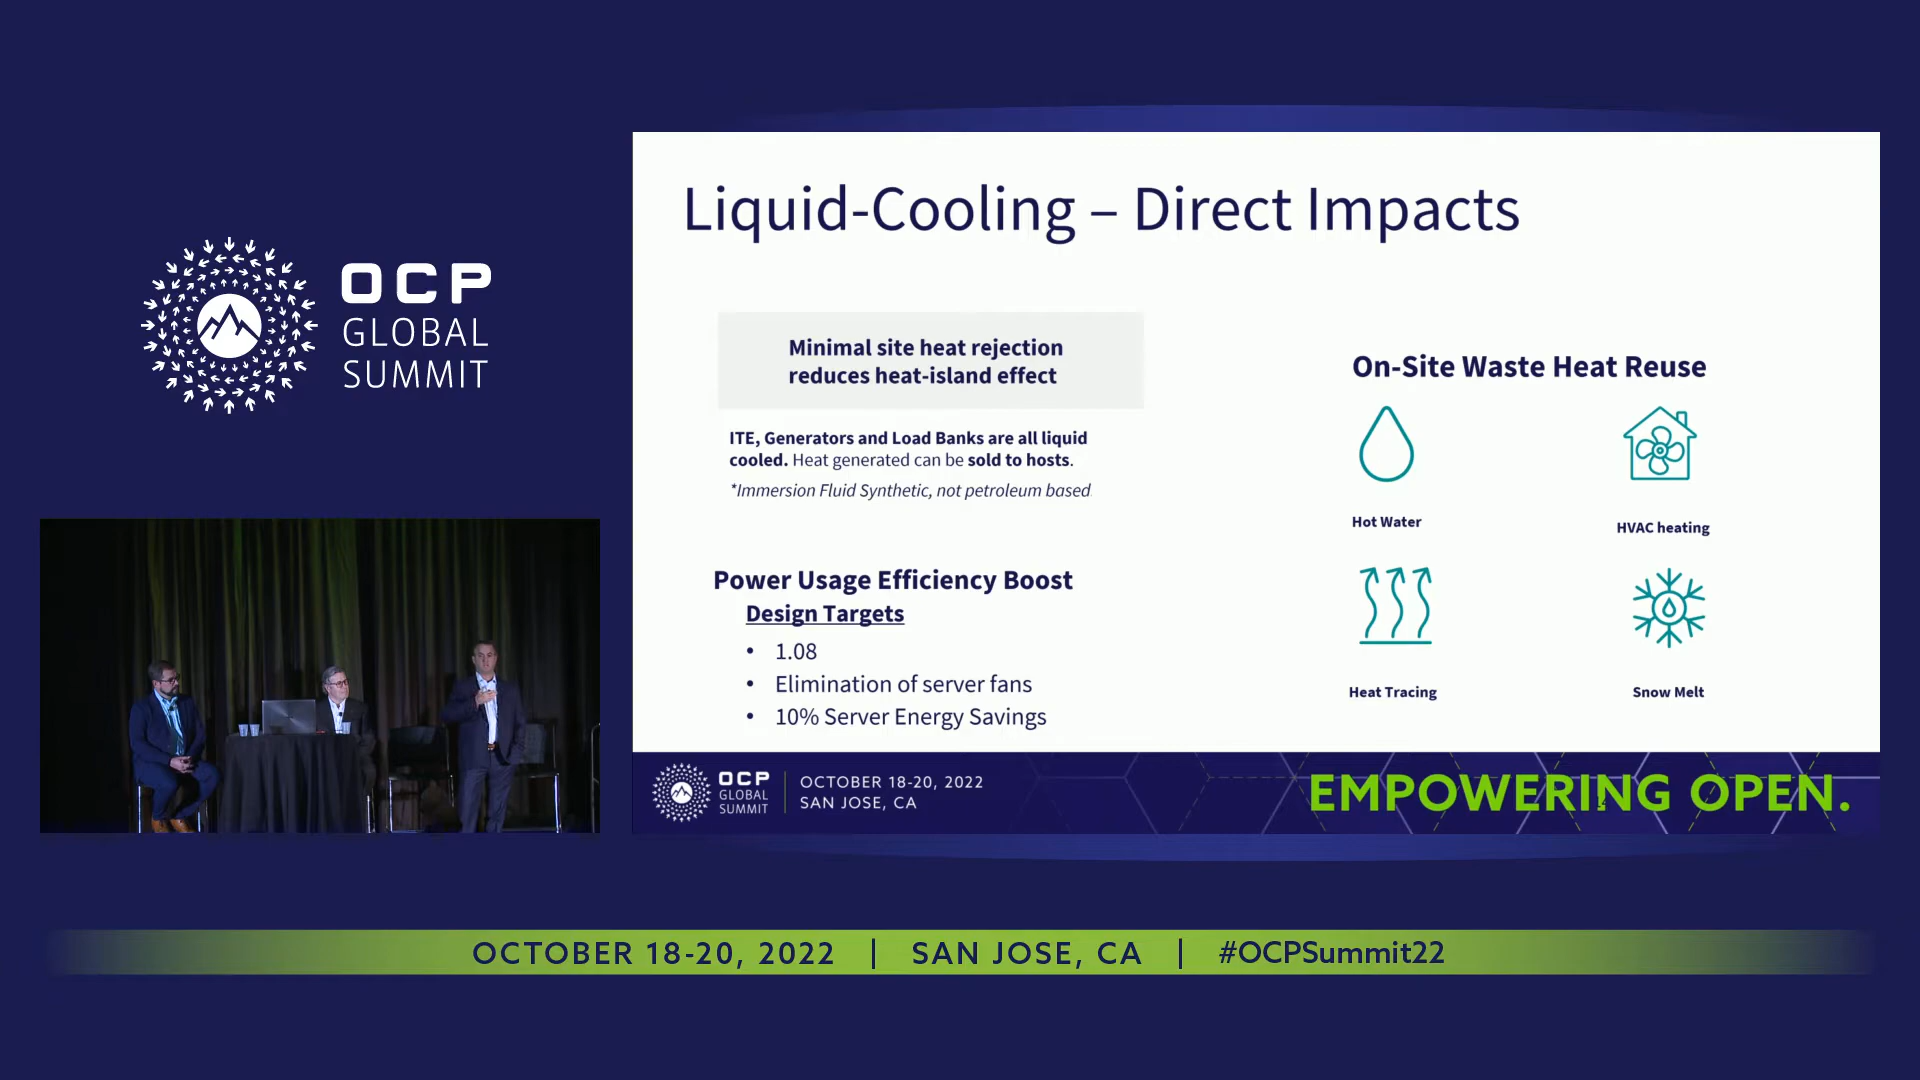 OCP
GLOBAL
SUMMIT
Liquid-Cooling – Direct Impacts
Minimal site heat rejection
reduces heat-island effect
ITE, Generators and Load Banks are all liquid
cooled. Heat generated can be sold to hosts.
*Immersion Fluid Synthetic, not petroleum based
Power Usage Efficiency Boost
Design Targets
• 1.08
• Elimination of server fans
• 10% Server Energy Savings
On-Site Waste Heat Reuse
Hot Water
HVAC heating
Heat Tracing
Snow Melt
OCP
GLOBAL
SUMMIT
OCTOBER 18-20, 2022
SAN JOSE, CA
EMPOWERING OPEN.
OCTOBER 18-20, 2022 | SAN JOSE, CA | #OCPSummit22